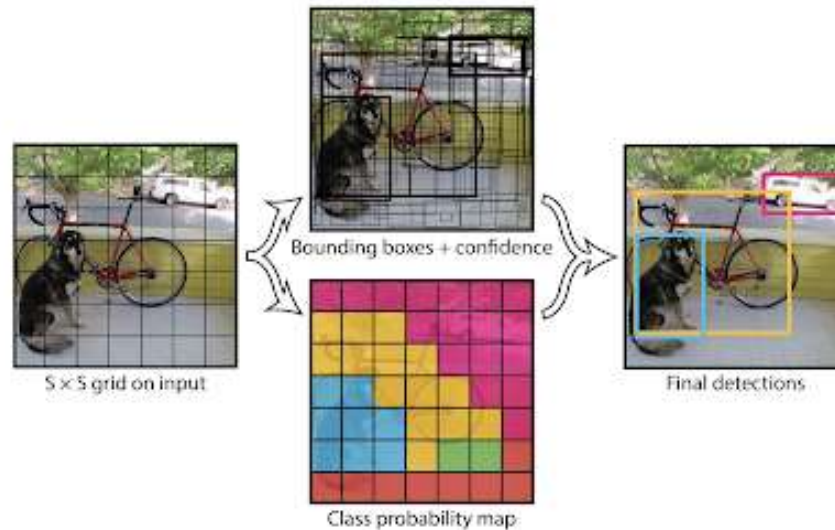 S × S grid on input
Bounding boxes + confidence
Class probability map
Final detections